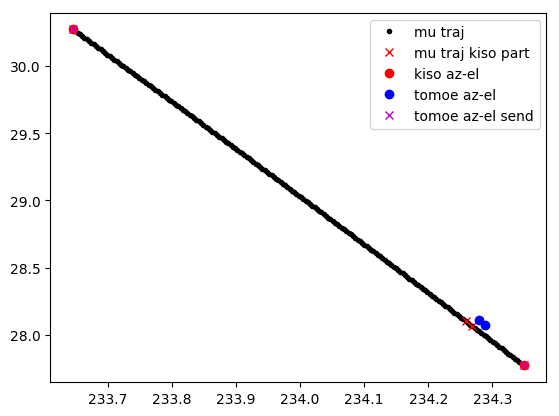 mu traj
mu traj kiso part
kiso az-el
tomoe az-el
tomoe az-el send
30.0
29.5
29.0
28.5
28.0
233.7 233.8 233.9 234.0 234.1 234.2 234.3